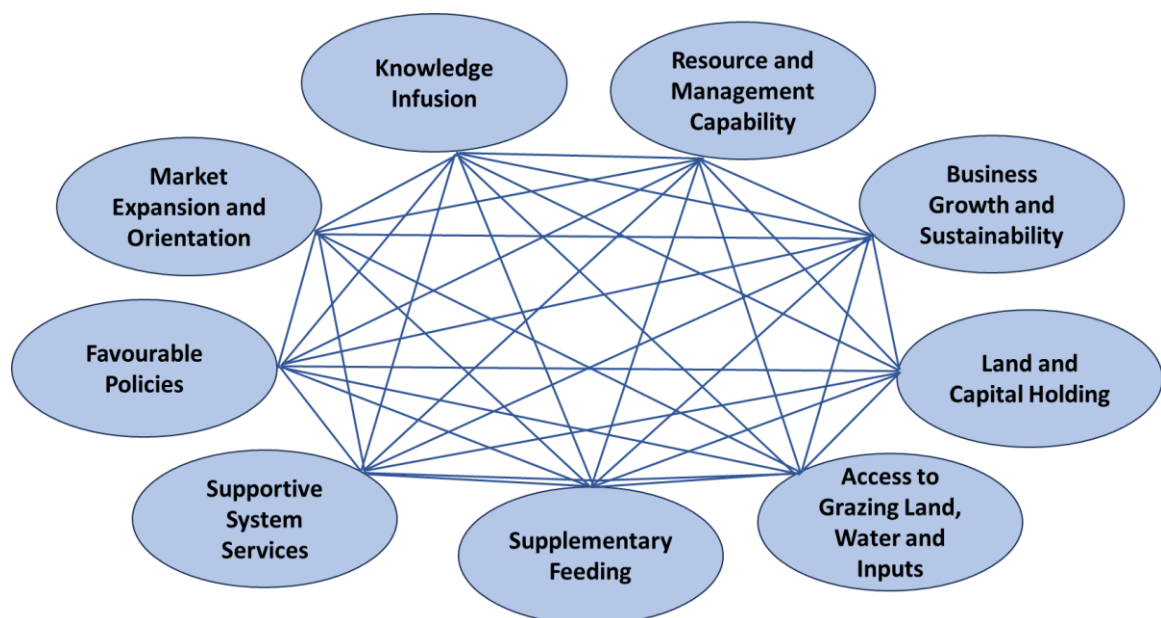 Knowledge
Infusion
Resource and
Management
Capability
Market
Expansion and
Orientation
Business
Growth and
Sustainability
Favourable
Policies
Land and
Capital Holding
Supportive
System
Services
Supplementary
Feeding
Access to
Grazing Land,
Water and
Inputs